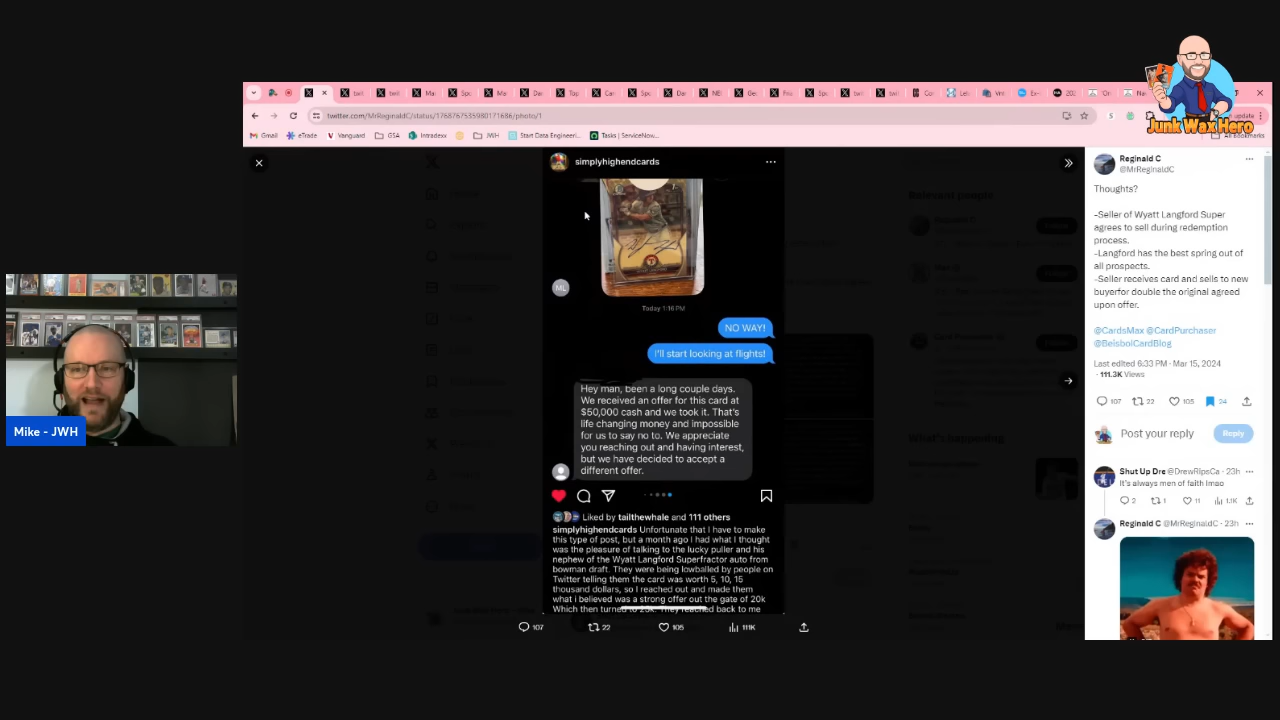 Junk Wax Hero
twitter.com/MrReginaldC/status/1768767535980171686/photo/1
Gmail
eTrade
Vanguard
GSA
Intradexx
JWH
Start Data Engineeri...
Tasks | ServiceNow...
All Bookmarks
simplyhighendcards
ML
Today 1:16 PM
NO WAY!
I'll start looking at flights!
Hey man, been a long couple days.
We received an offer for this card at
$50,000 cash and we took it. That's
life changing money and impossible
for us to say no to. We appreciate
you reaching out and having interest,
but we have decided to accept a
different offer.
Liked by tailthewhale and 111 others
simplyhighendcards Unfortunate that I have to make
this type of post, but a month ago I had what I thought
was the pleasure of talking to the lucky puller and his
nephew of the Wyatt Langford Superfractor auto from
bowman draft. They were being lowballed by people on
Twitter telling them the card was worth 5, 10, 15
thousand dollars, so I reached out and made them
what i believed was a strong offer out the gate of 20k
Which then turned to 25k. They reached back to me
107
22
105
111K
Reginald C
@MrReginaldC
Thoughts?
-Seller of Wyatt Langford Super
agrees to sell during redemption
process.
-Langford has the best spring out of
all prospects.
-Seller receives card and sells to new
buyerfor double the original agreed
upon offer.
@CardsMax @CardPurchaser
@BeisbolCardBlog
Last edited 6:33 PM · Mar 15, 2024
· 111.3K Views
107 22 105 24
Post your reply
Reply
Shut Up Dre @DrewRipsCa · 23h
It's always men of faith lmao
2 1 11 1.1K
Reginald C @MrReginaldC · 23h
Mike - JWH